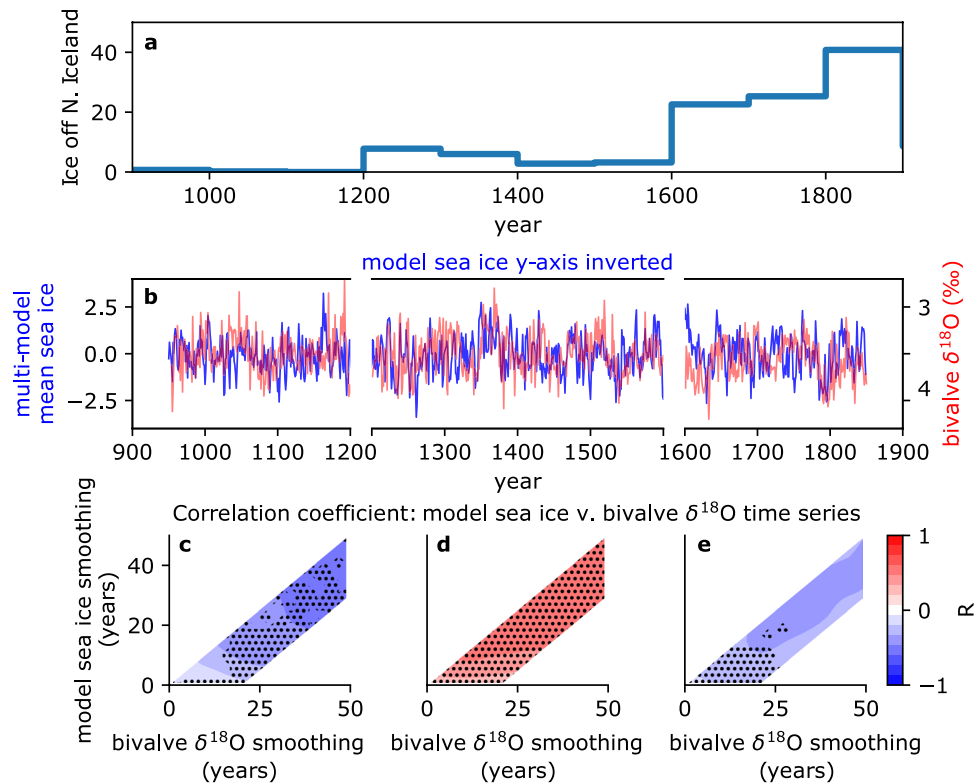 a
Ice off N. Iceland
40
20
0
1000
1200
1400
1600
1800
year
model sea ice y-axis inverted
b
multi-model
mean sea ice
2.5
0.0
−2.5
3
4
bivalve δ¹⁸O (‰)
900
1000
1100
1200
1200
1300
1400
1500
1600
1600
1700
1800
1900
year
Correlation coefficient: model sea ice v. bivalve δ¹⁸O time series
model sea ice smoothing
(years)
c
d
e
40
20
0
0
25
50
0
25
50
0
25
50
bivalve δ¹⁸O smoothing
(years)
bivalve δ¹⁸O smoothing
(years)
bivalve δ¹⁸O smoothing
(years)
1
0
−1
R